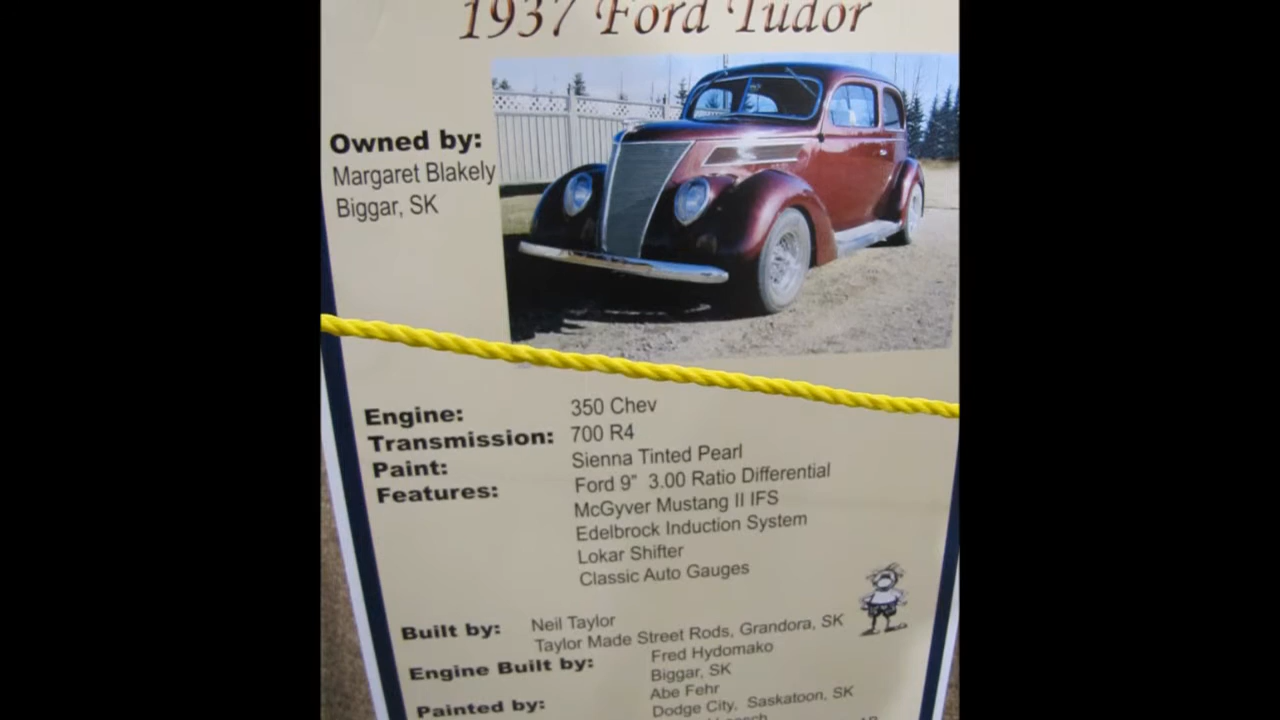 1937 Ford Tudor
Owned by:
Margaret Blakely
Biggar, SK
Engine: 350 Chev
Transmission: 700 R4
Paint: Sienna Tinted Pearl
Features: Ford 9" 3.00 Ratio Differential
McGyver Mustang II IFS
Edelbrock Induction System
Lokar Shifter
Classic Auto Gauges
Built by: Neil Taylor
Taylor Made Street Rods, Grandora, SK
Engine Built by: Fred Hydomako
Biggar, SK
Painted by: Abe Fehr
Dodge City, Saskatoon, SK